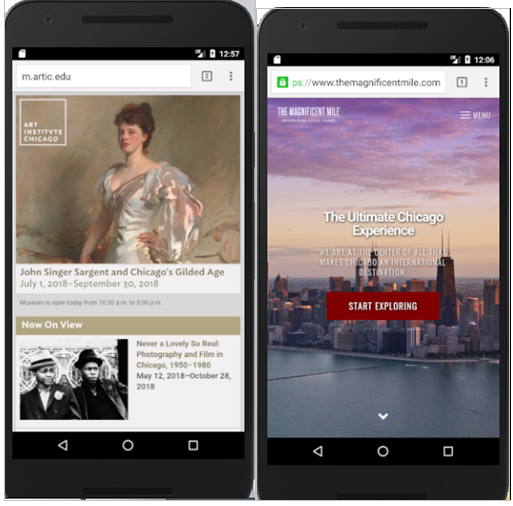 12:57
m.artic.edu
2
ART
INSTITVTE
CHICAGO
John Singer Sargent and Chicago's Gilded Age
July 1, 2018–September 30, 2018
Museum is open today from 10:30 a.m. to 5:00 p.m.
Now On View
Never a Lovely So Real:
Photography and Film in
Chicago, 1950–1980
May 12, 2018–October 28,
2018
12:06
ps://www.themagnificentmile.com
1
THE MAGNIFICENT MILE
MENU
The Ultimate Chicago
Experience
WE ARE AT THE CENTER OF ALL THAT
MAKES CHICAGO AN INTERNATIONAL
DESTINATION.
START EXPLORING